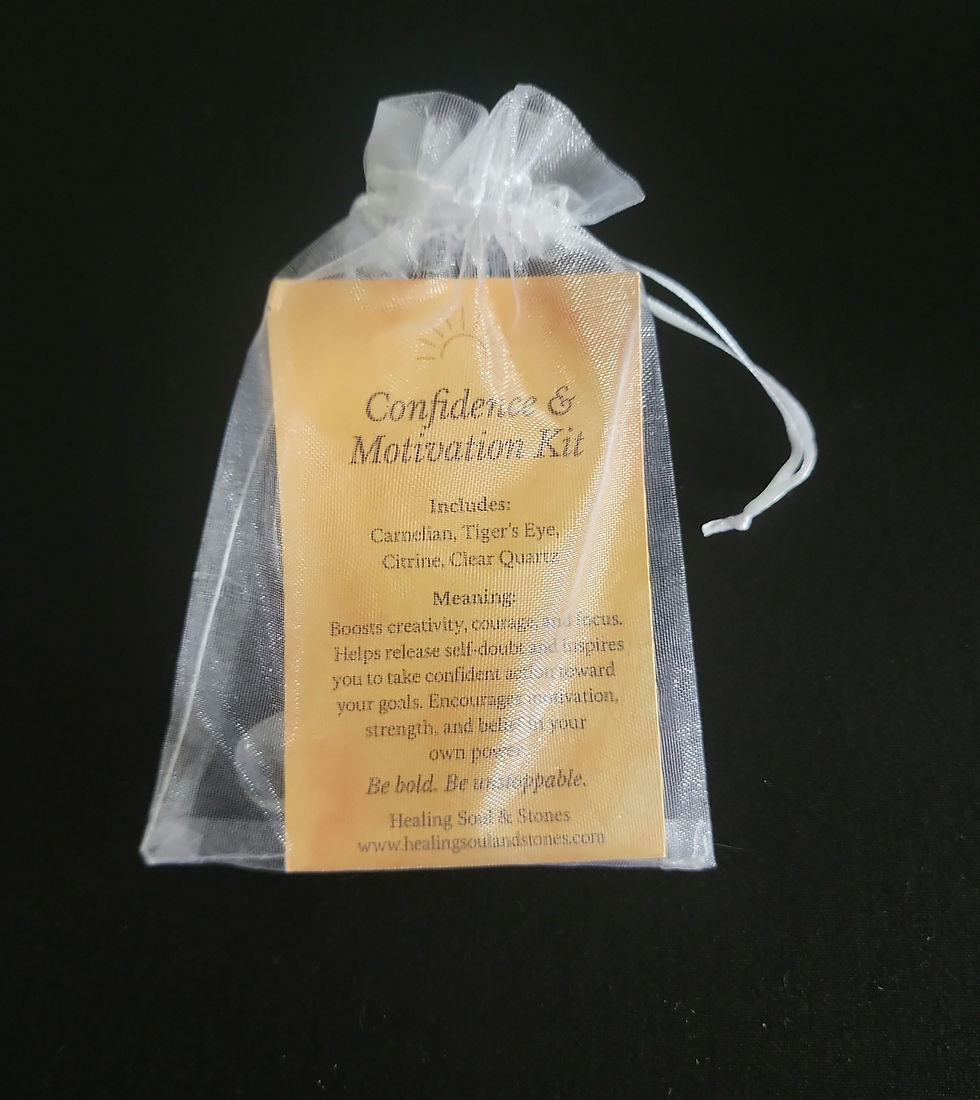 Confidence &
Motivation Kit
Includes:
Carnelian, Tiger's Eye,
Citrine, Clear Quartz
Meaning:
Boosts creativity, courage, and focus.
Helps release self-doubt and inspires
you to take confident action toward
your goals. Encourages motivation,
strength, and belief in your
own power.
Be bold. Be unstoppable.
Healing Soul & Stones
www.healingsoulandstones.com